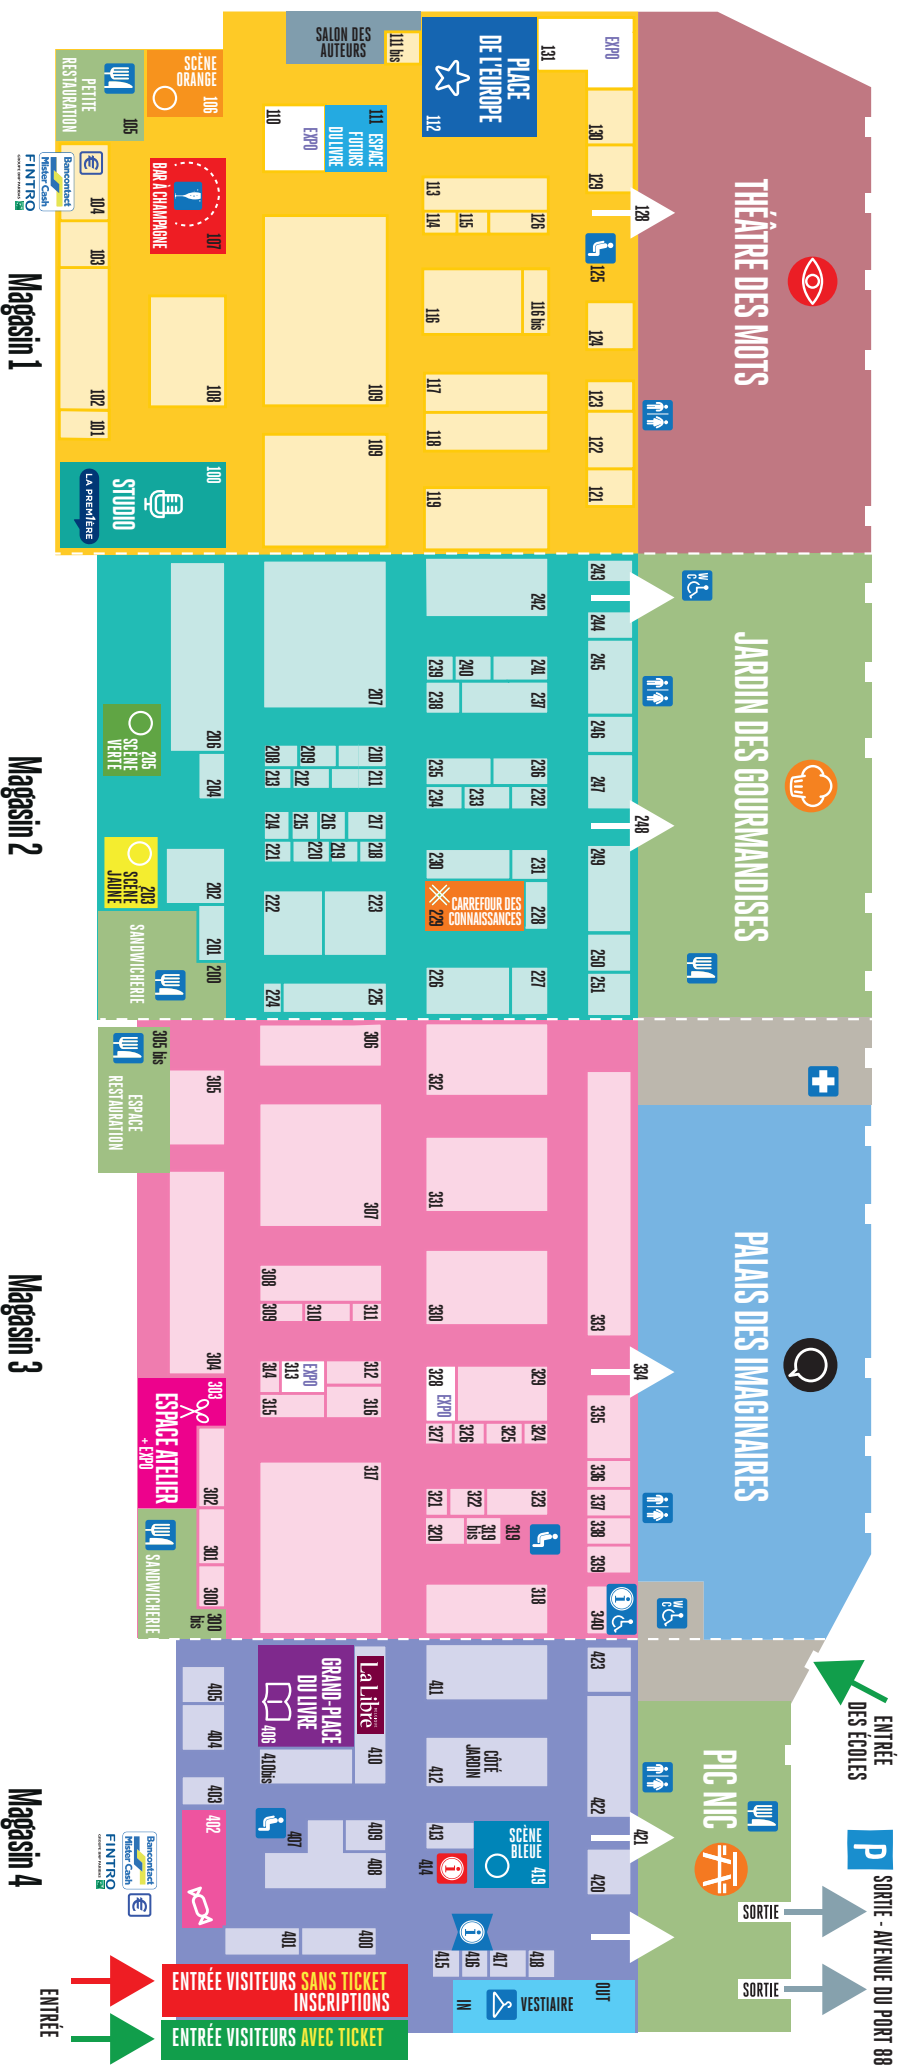 SALON DES
AUTEURS
111 bis
PLACE
DE L'EUROPE
112
131
EXPO
SCÈNE
ORANGE
106
PETITE
RESTAURATION
105
110
EXPO
111
ESPACE
FUTURS
DU LIVRE
130
129
128
THÉÂTRE DES MOTS
€
Bancontact
Mister Cash
FINTRO
104
BAR À CHAMPAGNE
107
113
114
115
126
125
103
116
116 bis
124
Magasin 1
102
108
109
117
118
123
122
101
100
STUDIO
LA PREMIÈRE
109
119
121
206
207
242
243
244
JARDIN DES GOURMANDISES
WC
239
240
241
245
238
237
205
SCÈNE
VERTE
204
208
209
210
213
212
211
235
236
246
234
233
232
247
Magasin 2
248
214
215
216
217
221
220
219
218
203
SCÈNE
JAUNE
202
230
231
249
222
223
CARREFOUR DES
CONNAISSANCES
229
228
SANDWICHERIE
201
200
224
225
226
227
250
251
305 bis
ESPACE
RESTAURATION
305
306
332
307
331
333
PALAIS DES IMAGINAIRES
304
308
309
310
311
330
Magasin 3
334
303
ESPACE ATELIER
+ EXPO
314
313
EXPO
312
315
316
328
EXPO
329
327
326
325
324
335
302
317
321
322
323
336
337
320
319
bis
319
338
339
SANDWICHERIE
301
300
300
bis
318
340
WC
405
404
GRAND-PLACE
DU LIVRE
406
La Libre
411
423
ENTRÉE
DES ÉCOLES
410bis
410
CÔTÉ
JARDIN
412
422
PIC NIC
403
402
407
409
408
413
414
SCÈNE
BLEUE
419
421
420
Magasin 4
Bancontact
Mister Cash
FINTRO
€
P
SORTIE - AVENUE DU PORT 88
SORTIE
SORTIE
401
400
415
416
417
418
ENTRÉE
ENTRÉE VISITEURS SANS TICKET
INSCRIPTIONS
ENTRÉE VISITEURS AVEC TICKET
IN
VESTIAIRE
OUT